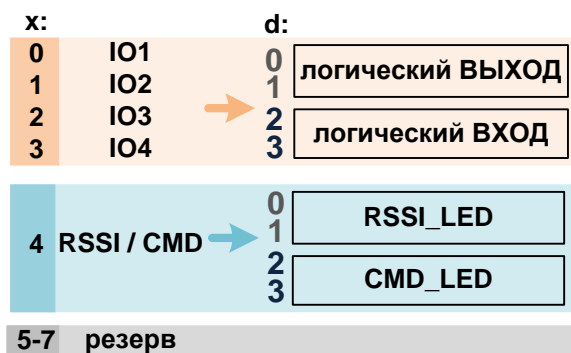 x: d:
0 IO1 0 логический ВЫХОД
1 IO2 1
2 IO3 2 логический ВХОД
3 IO4 3
4 RSSI / CMD 0 RSSI_LED
1
2 CMD_LED
3
5-7 резерв